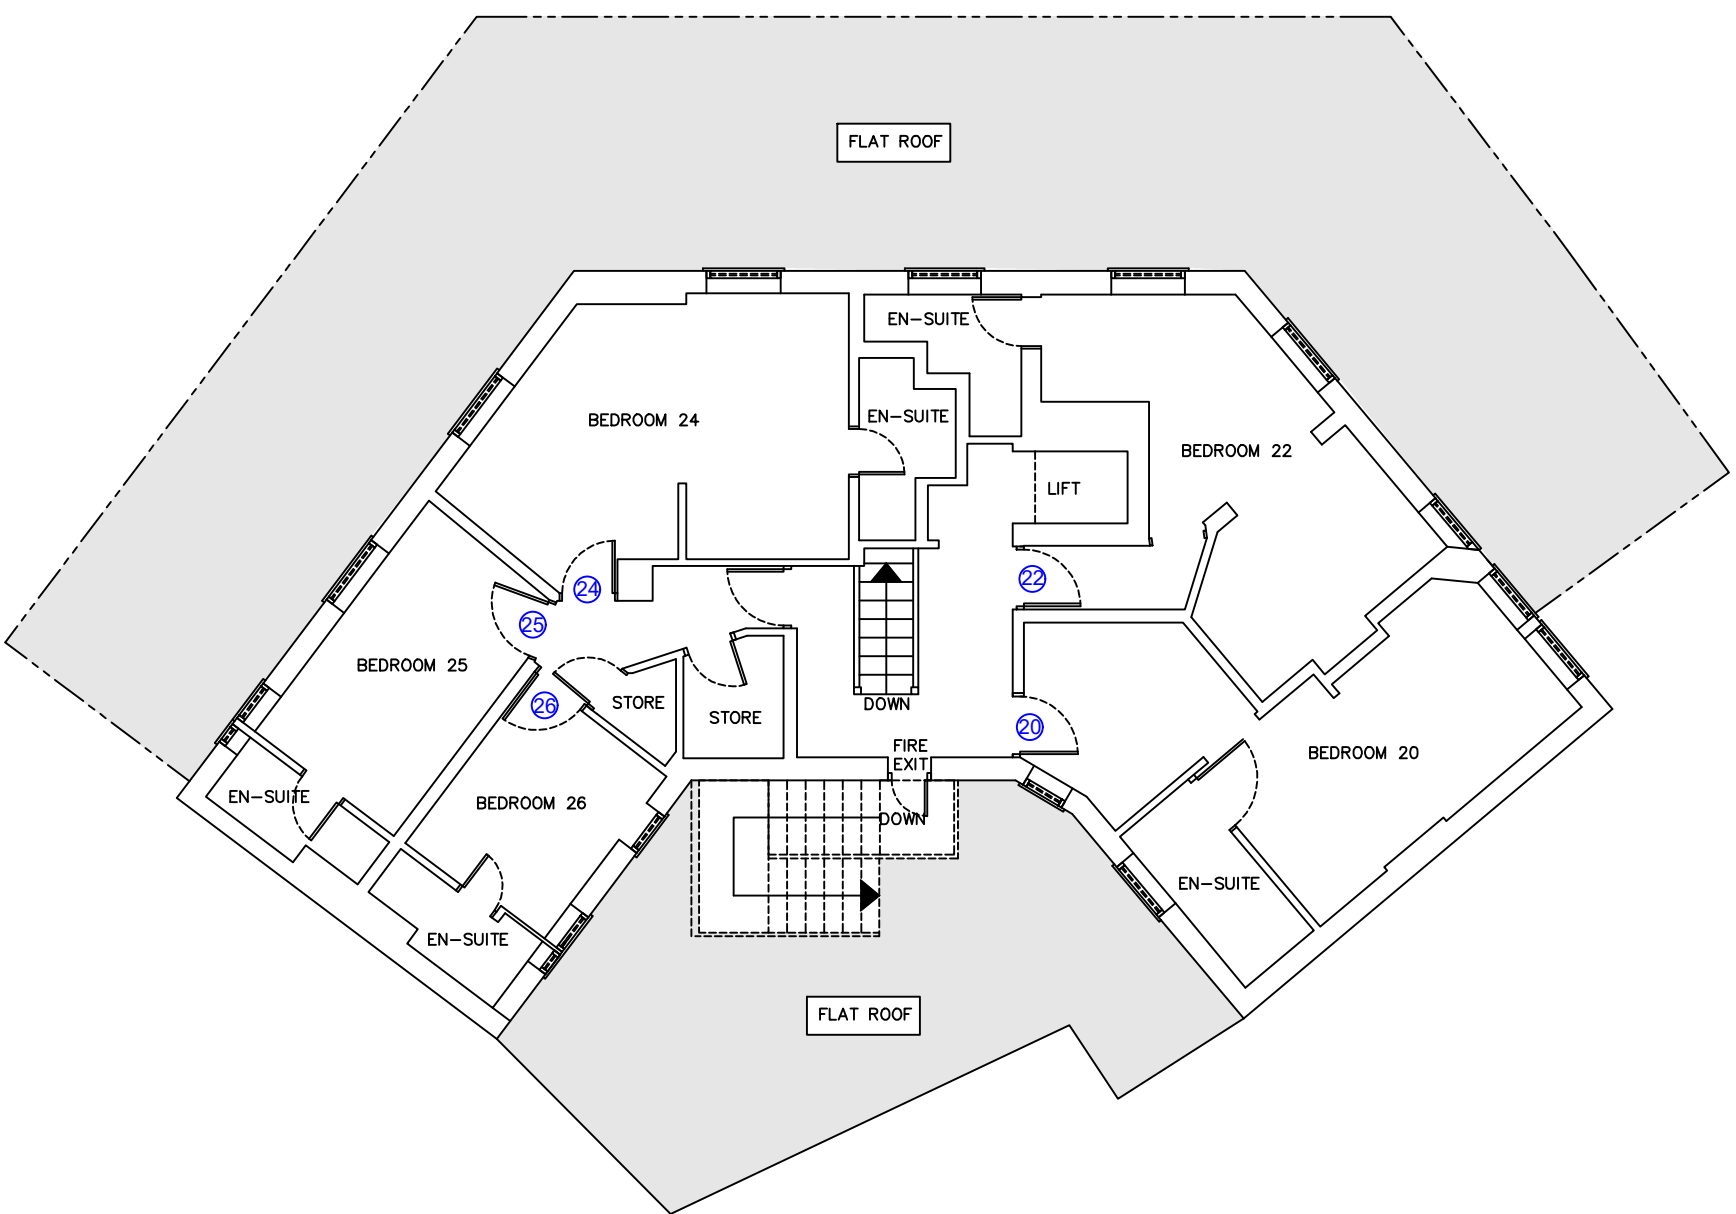 FLAT ROOF
EN-SUITE
BEDROOM 24
EN-SUITE
BEDROOM 22
LIFT
22
24
25
BEDROOM 25
STORE
26
STORE
DOWN
20
FIRE
EXIT
BEDROOM 20
EN-SUITE
BEDROOM 26
DOWN
EN-SUITE
EN-SUITE
FLAT ROOF